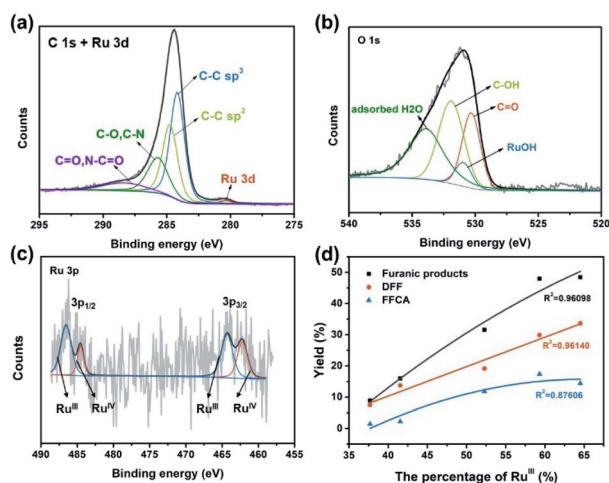 (a)
C 1s + Ru 3d
C-C sp3
C-C sp2
C-O,C-N
C=O,N-C=O
Ru 3d
Counts
295 290 285 280 275
Binding energy (eV)
(b)
O 1s
C-OH
C=O
adsorbed H2O
RuOH
Counts
540 535 530 525 520
Binding energy (eV)
(c)
Ru 3p
3p1/2
3p3/2
RuIII
RuIV
RuIII
RuIV
Counts
490 485 480 475 470 465 460 455
Binding energy (eV)
(d)
Furanic products
DFF
FFCA
R2=0.96098
R2=0.96140
R2=0.87606
Yield (%)
60
50
40
30
20
10
0
35 40 45 50 55 60 65
The percentage of RuIII (%)